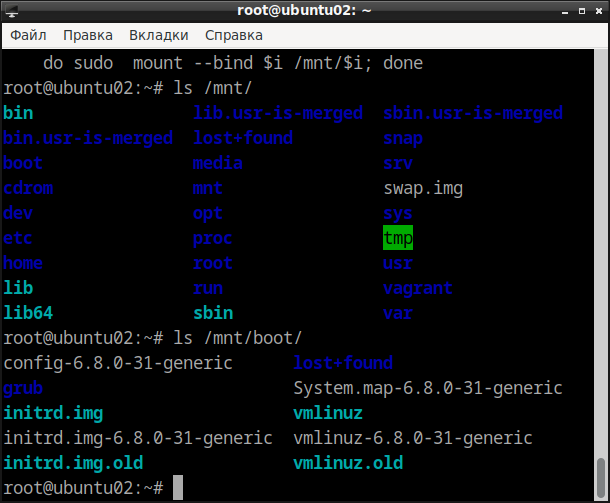 root@ubuntu02: ~
Файл Правка Вкладки Справка
do sudo  mount --bind $i /mnt/$i; done
root@ubuntu02:~# ls /mnt/
bin lib.usr-is-merged sbin.usr-is-merged
bin.usr-is-merged lost+found snap
boot media srv
cdrom mnt swap.img
dev opt sys
etc proc tmp
home root usr
lib run vagrant
lib64 sbin var
root@ubuntu02:~# ls /mnt/boot/
config-6.8.0-31-generic lost+found
grub System.map-6.8.0-31-generic
initrd.img vmlinuz
initrd.img-6.8.0-31-generic vmlinuz-6.8.0-31-generic
initrd.img.old vmlinuz.old
root@ubuntu02:~#